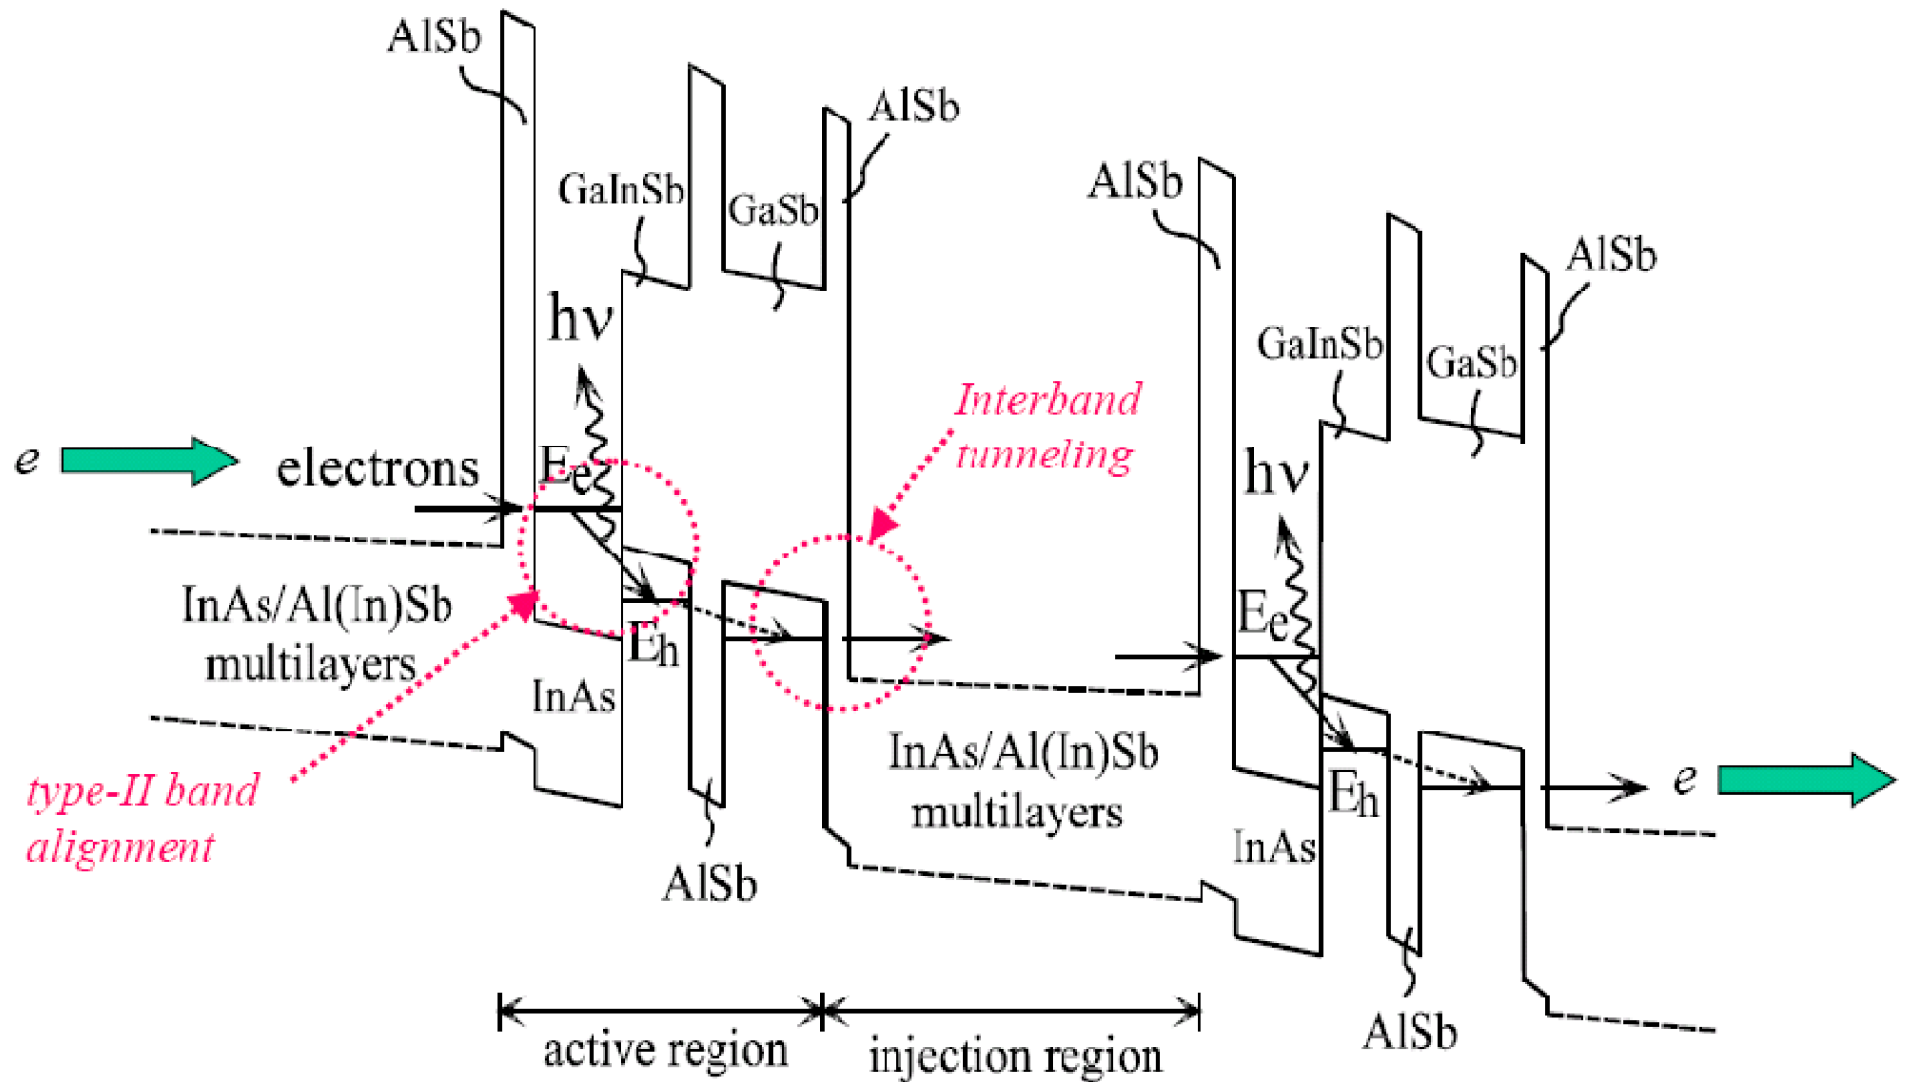 AlSb
AlSb
GaInSb
GaSb
hν
e
electrons
Ee
Interband
tunneling
InAs/Al(In)Sb
multilayers
Eh
InAs
type-II band
alignment
AlSb
AlSb
AlSb
GaInSb
GaSb
hν
Ee
InAs/Al(In)Sb
multilayers
Eh
InAs
e
AlSb
active region
injection region